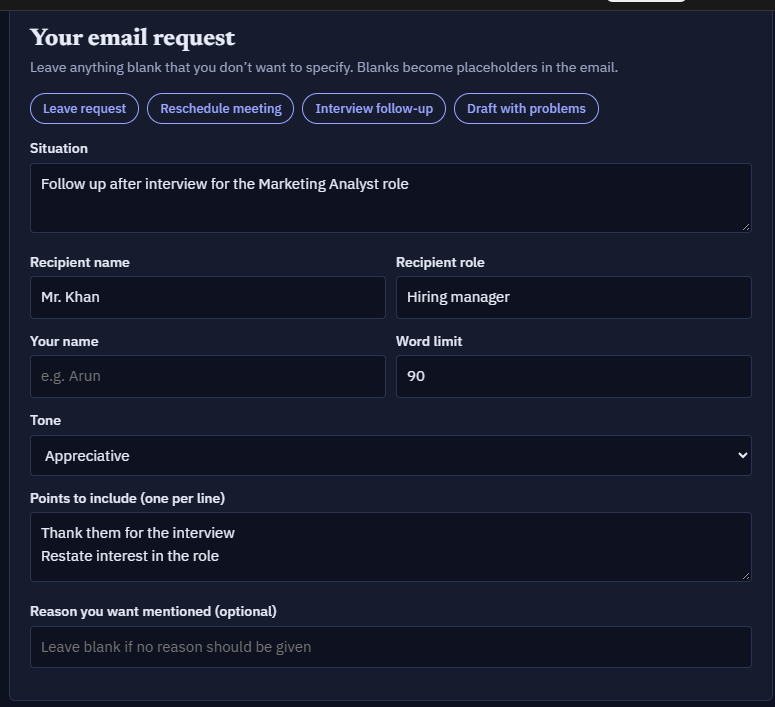 Your email request
Leave anything blank that you don’t want to specify. Blanks become placeholders in the email.
Leave request
Reschedule meeting
Interview follow-up
Draft with problems
Situation
Follow up after interview for the Marketing Analyst role
Recipient name
Recipient role
Mr. Khan
Hiring manager
Your name
Word limit
e.g. Arun
90
Tone
Appreciative
Points to include (one per line)
Thank them for the interview
Restate interest in the role
Reason you want mentioned (optional)
Leave blank if no reason should be given